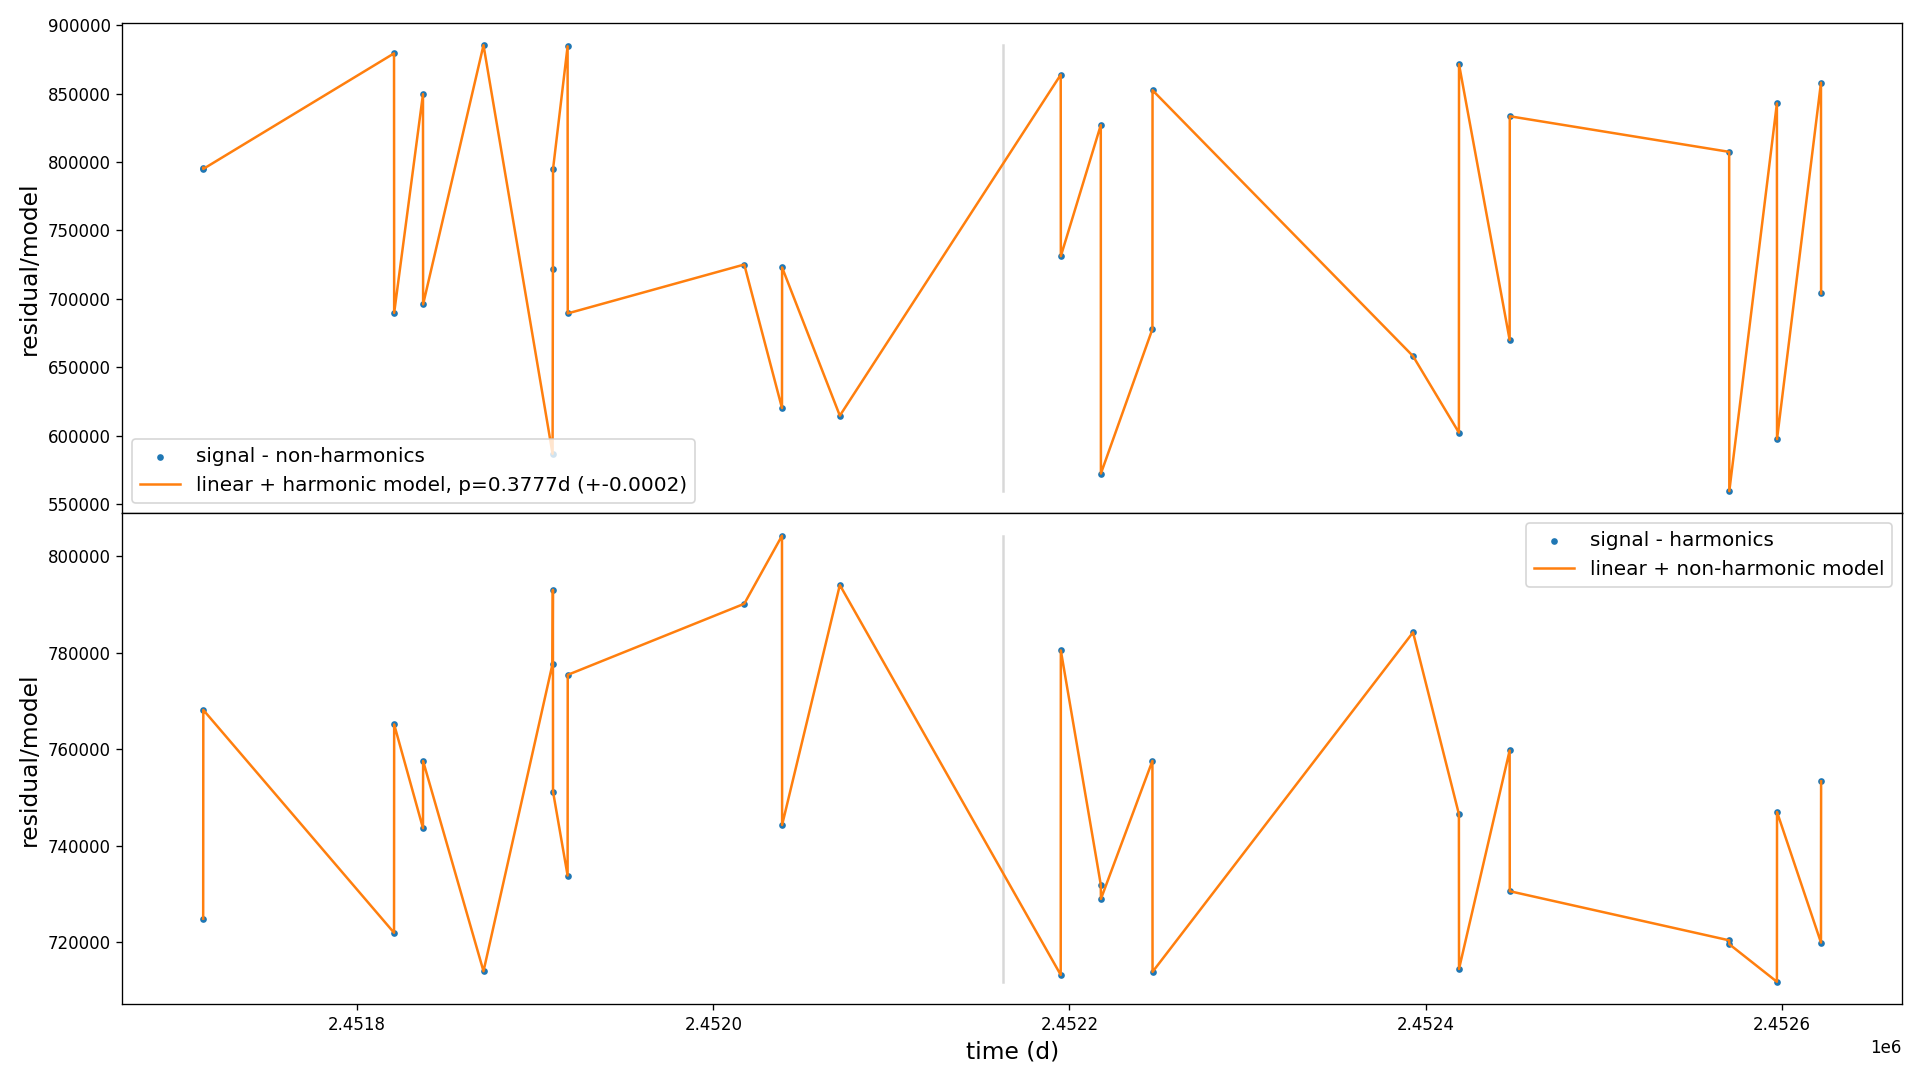 900000
850000
800000
750000
700000
650000
600000
550000
residual/model
signal - non-harmonics
linear + harmonic model, p=0.3777d (+-0.0002)
800000
780000
760000
740000
720000
residual/model
signal - harmonics
linear + non-harmonic model
2.4518 2.4520 2.4522 2.4524 2.4526
1e6
time (d)